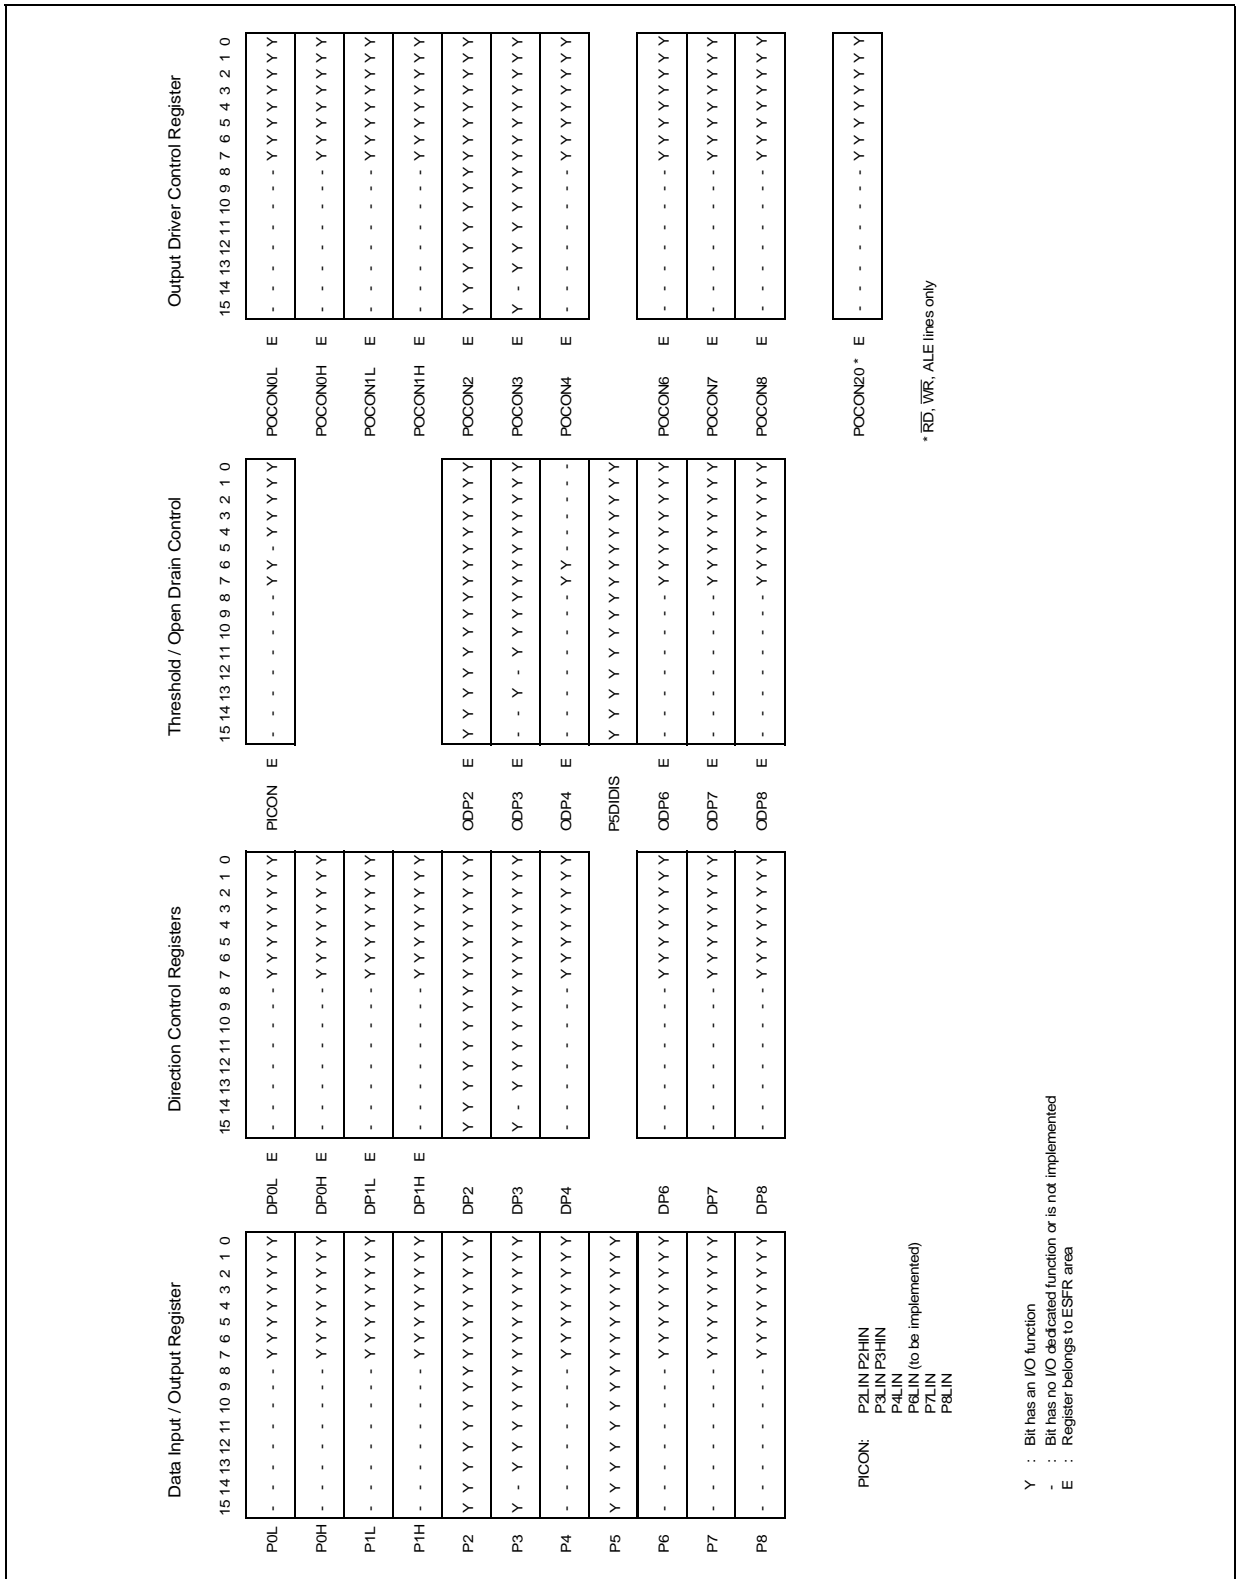 Data Input / Output Register
15 14 13 12 11 10 9 8 7 6 5 4 3 2 1 0
P0L - - - - - - - - Y Y Y Y Y Y Y Y
P0H - - - - - - - - Y Y Y Y Y Y Y Y
P1L - - - - - - - - Y Y Y Y Y Y Y Y
P1H - - - - - - - - Y Y Y Y Y Y Y Y
P2 Y Y Y Y Y Y Y Y Y Y Y Y Y Y Y Y
P3 Y - Y Y Y Y Y Y Y Y Y Y Y Y Y Y
P4 - - - - - - - - Y Y Y Y Y Y Y Y
P5 Y Y Y Y Y Y Y Y Y Y Y Y Y Y Y Y
P6 - - - - - - - - Y Y Y Y Y Y Y Y
P7 - - - - - - - - Y Y Y Y Y Y Y Y
P8 - - - - - - - - Y Y Y Y Y Y Y Y
Direction Control Registers
15 14 13 12 11 10 9 8 7 6 5 4 3 2 1 0
DP0L E - - - - - - - - Y Y Y Y Y Y Y Y
DP0H E - - - - - - - - Y Y Y Y Y Y Y Y
DP1L E - - - - - - - - Y Y Y Y Y Y Y Y
DP1H E - - - - - - - - Y Y Y Y Y Y Y Y
DP2 Y Y Y Y Y Y Y Y Y Y Y Y Y Y Y Y
DP3 Y - Y Y Y Y Y Y Y Y Y Y Y Y Y Y
DP4 - - - - - - - - Y Y Y Y Y Y Y Y
DP6 - - - - - - - - Y Y Y Y Y Y Y Y
DP7 - - - - - - - - Y Y Y Y Y Y Y Y
DP8 - - - - - - - - Y Y Y Y Y Y Y Y
Threshold / Open Drain Control
15 14 13 12 11 10 9 8 7 6 5 4 3 2 1 0
PICON E - - - - - - - - Y Y - Y Y Y Y Y
ODP2 E Y Y Y Y Y Y Y Y Y Y Y Y Y Y Y Y
ODP3 E - - Y - Y Y Y Y Y Y Y Y Y Y Y Y
ODP4 E - - - - - - - - Y Y - - - - - -
P5DIDIS Y Y Y Y Y Y Y Y Y Y Y Y Y Y Y Y
ODP6 E - - - - - - - - Y Y Y Y Y Y Y Y
ODP7 E - - - - - - - - Y Y Y Y Y Y Y Y
ODP8 E - - - - - - - - Y Y Y Y Y Y Y Y
Output Driver Control Register
15 14 13 12 11 10 9 8 7 6 5 4 3 2 1 0
POCON0L E - - - - - - - - Y Y Y Y Y Y Y Y
POCON0H E - - - - - - - - Y Y Y Y Y Y Y Y
POCON1L E - - - - - - - - Y Y Y Y Y Y Y Y
POCON1H E - - - - - - - - Y Y Y Y Y Y Y Y
POCON2 E Y Y Y Y Y Y Y Y Y Y Y Y Y Y Y Y
POCON3 E Y - Y Y Y Y Y Y Y Y Y Y Y Y Y Y
POCON4 E - - - - - - - - Y Y Y Y Y Y Y Y
POCON6 E - - - - - - - - Y Y Y Y Y Y Y Y
POCON7 E - - - - - - - - Y Y Y Y Y Y Y Y
POCON8 E - - - - - - - - Y Y Y Y Y Y Y Y
POCON20 * E - - - - - - - - Y Y Y Y Y Y Y Y
* RD, WR, ALE lines only
PICON: P2LIN P2HIN
P3LIN P3HIN
P4LIN
P6LIN (to be implemented)
P7LIN
P8LIN
Y : Bit has an I/O function
- : Bit has no I/O dedicated function or is not implemented
E : Register belongs to ESFR area